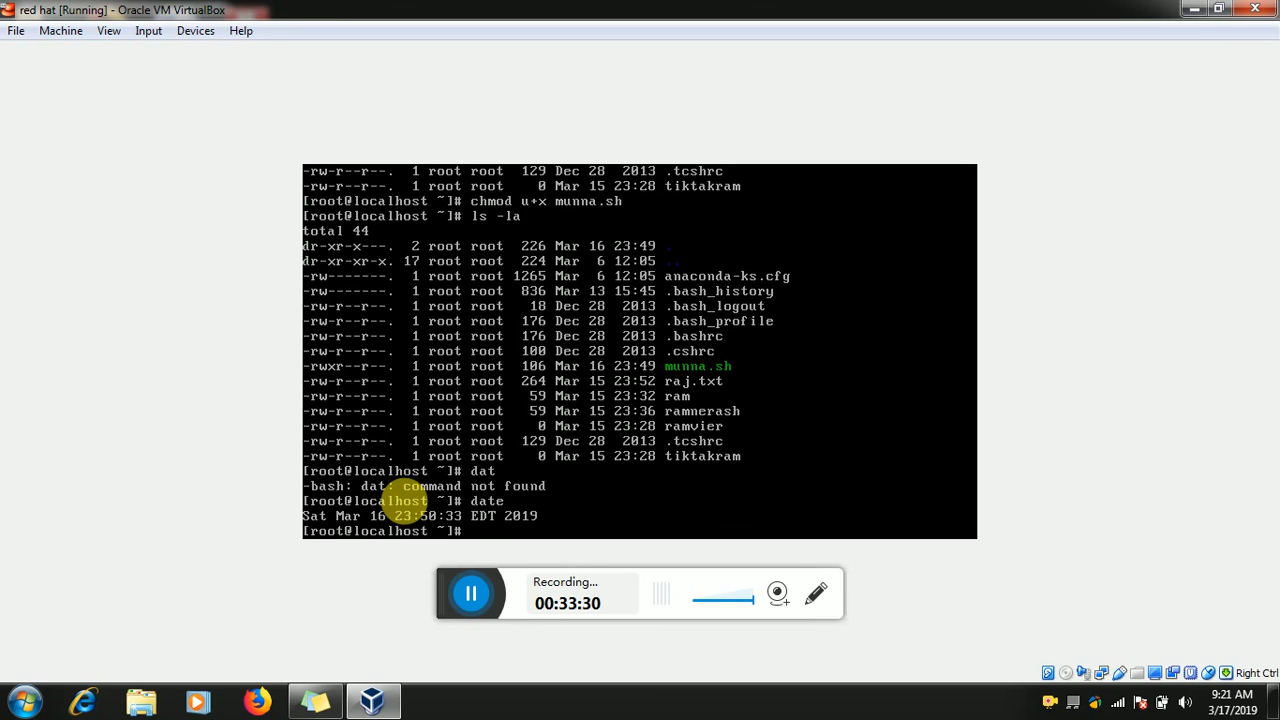 red hat [Running] - Oracle VM VirtualBox
File Machine View Input Devices Help
-rw-r--r--. 1 root root 129 Dec 28 2013 .tcshrc
-rw-r--r--. 1 root root 0 Mar 15 23:28 tiktakram
[root@localhost ~]# chmod u+x munna.sh
[root@localhost ~]# ls -la
total 44
dr-xr-x---. 2 root root 226 Mar 16 23:49 .
dr-xr-xr-x. 17 root root 224 Mar 6 12:05 ..
-rw-------. 1 root root 1265 Mar 6 12:05 anaconda-ks.cfg
-rw-------. 1 root root 836 Mar 13 15:45 .bash_history
-rw-r--r--. 1 root root 18 Dec 28 2013 .bash_logout
-rw-r--r--. 1 root root 176 Dec 28 2013 .bash_profile
-rw-r--r--. 1 root root 176 Dec 28 2013 .bashrc
-rw-r--r--. 1 root root 100 Dec 28 2013 .cshrc
-rwxr--r--. 1 root root 106 Mar 16 23:49 munna.sh
-rw-r--r--. 1 root root 264 Mar 15 23:52 raj.txt
-rw-r--r--. 1 root root 59 Mar 15 23:32 ram
-rw-r--r--. 1 root root 59 Mar 15 23:36 ramnerash
-rw-r--r--. 1 root root 0 Mar 15 23:28 ramvier
-rw-r--r--. 1 root root 129 Dec 28 2013 .tcshrc
-rw-r--r--. 1 root root 0 Mar 15 23:28 tiktakram
[root@localhost ~]# dat
-bash: dat: command not found
[root@localhost ~]# date
Sat Mar 16 23:50:33 EDT 2019
[root@localhost ~]#
Recording...
00:33:30
Right Ctrl
9:21 AM
3/17/2019